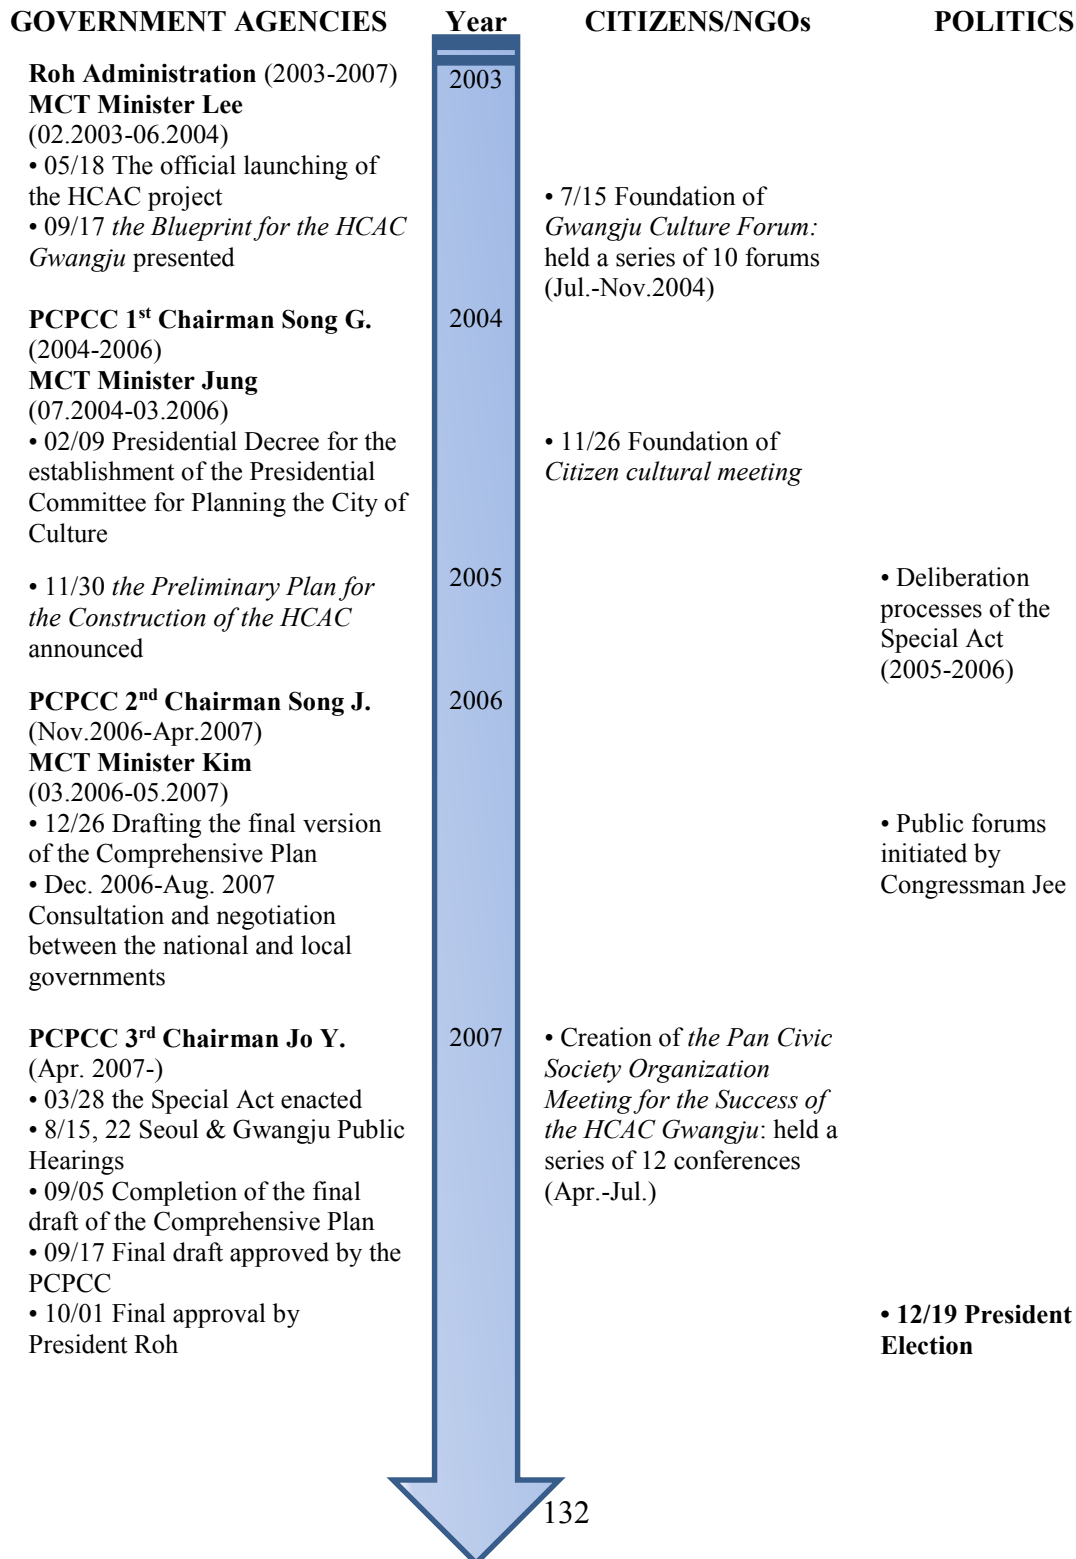 GOVERNMENT AGENCIES Year CITIZENS/NGOs POLITICS
Roh Administration (2003-2007)
MCT Minister Lee
(02.2003-06.2004)
• 05/18 The official launching of
the HCAC project
• 09/17 the Blueprint for the HCAC
Gwangju presented
2003
• 7/15 Foundation of
Gwangju Culture Forum:
held a series of 10 forums
(Jul.-Nov.2004)
PCPCC 1st Chairman Song G.
(2004-2006)
MCT Minister Jung
(07.2004-03.2006)
• 02/09 Presidential Decree for the
establishment of the Presidential
Committee for Planning the City of
Culture
2004
• 11/26 Foundation of
Citizen cultural meeting
• 11/30 the Preliminary Plan for
the Construction of the HCAC
announced
2005
• Deliberation
processes of the
Special Act
(2005-2006)
PCPCC 2nd Chairman Song J.
(Nov.2006-Apr.2007)
MCT Minister Kim
(03.2006-05.2007)
• 12/26 Drafting the final version
of the Comprehensive Plan
• Dec. 2006-Aug. 2007
Consultation and negotiation
between the national and local
governments
2006
• Public forums
initiated by
Congressman Jee
PCPCC 3rd Chairman Jo Y.
(Apr. 2007-)
• 03/28 the Special Act enacted
• 8/15, 22 Seoul & Gwangju Public
Hearings
• 09/05 Completion of the final
draft of the Comprehensive Plan
• 09/17 Final draft approved by the
PCPCC
• 10/01 Final approval by
President Roh
2007
• Creation of the Pan Civic
Society Organization
Meeting for the Success of
the HCAC Gwangju: held a
series of 12 conferences
(Apr.-Jul.)
• 12/19 President
Election
132